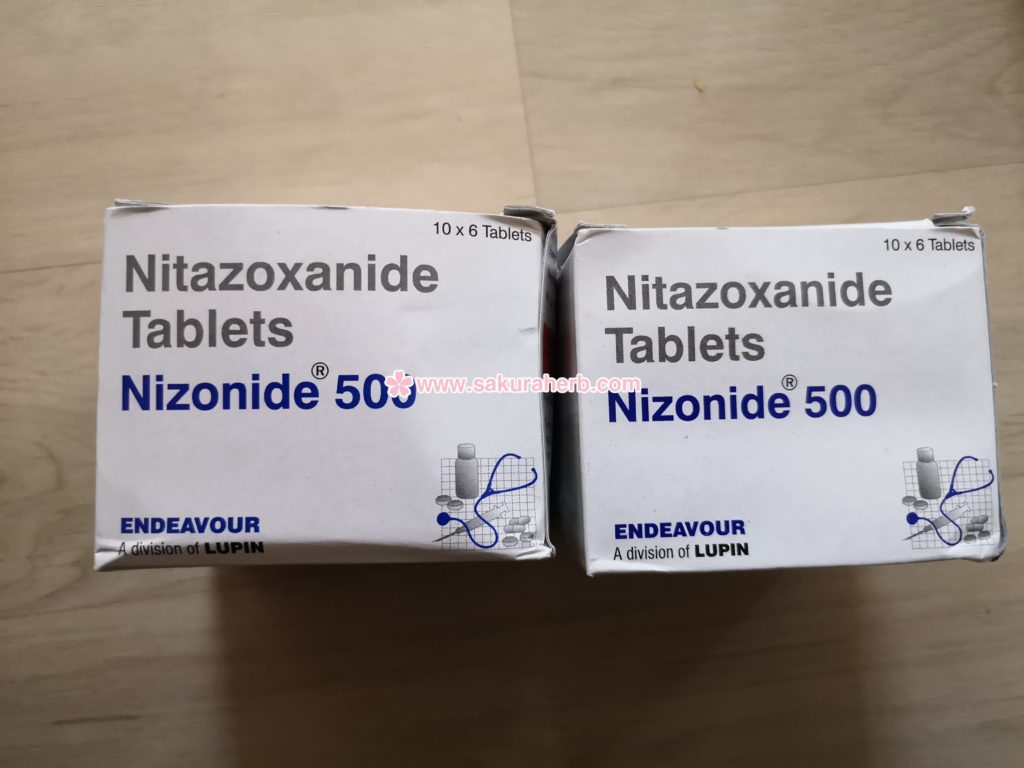 10 x 6 Tablets
Nitazoxanide
Tablets
Nizonide® 500
ENDEAVOUR
A division of LUPIN
10 x 6 Tablets
Nitazoxanide
Tablets
Nizonide® 500
ENDEAVOUR
A division of LUPIN
www.sakuraherb.com